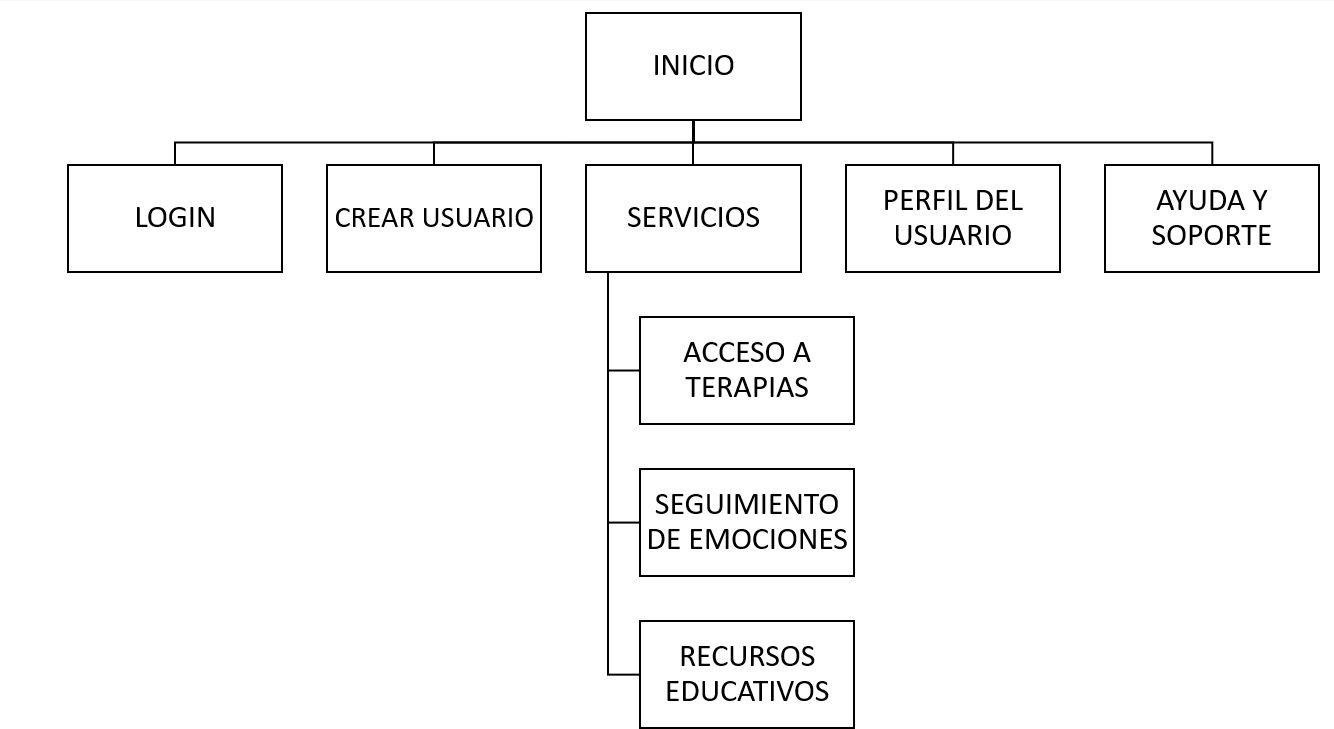 INICIO
LOGIN
CREAR USUARIO
SERVICIOS
PERFIL DEL
USUARIO
AYUDA Y
SOPORTE
ACCESO A
TERAPIAS
SEGUIMIENTO
DE EMOCIONES
RECURSOS
EDUCATIVOS